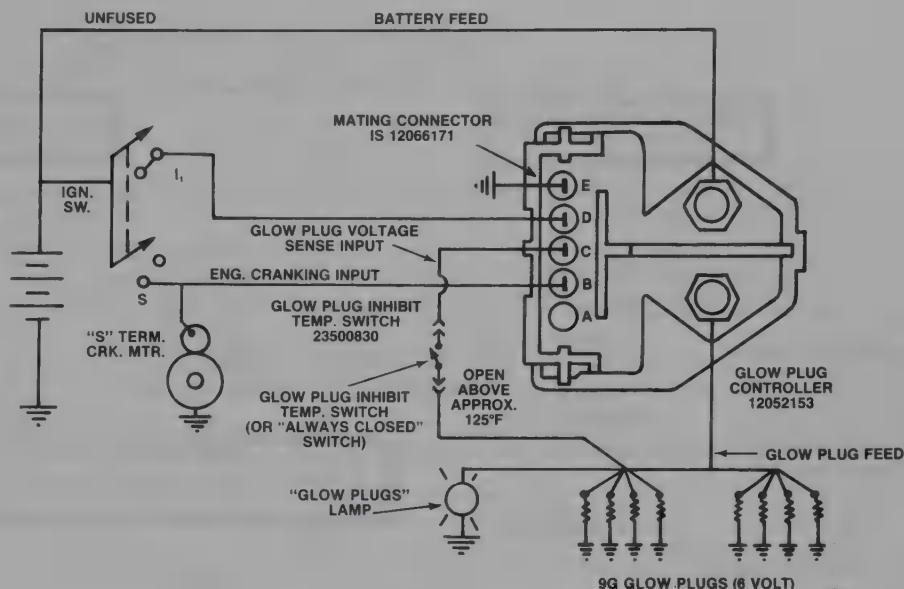 UNFUSED
BATTERY FEED
MATING CONNECTOR
IS 12066171
E
D
C
B
A
I₁
IGN.
SW.
GLOW PLUG VOLTAGE
SENSE INPUT
ENG. CRANKING INPUT
S
GLOW PLUG INHIBIT
TEMP. SWITCH
23500830
"S" TERM.
CRK. MTR.
GLOW PLUG INHIBIT
TEMP. SWITCH
(OR "ALWAYS CLOSED"
SWITCH)
OPEN
ABOVE
APPROX.
125°F
GLOW PLUG
CONTROLLER
12052153
GLOW PLUG FEED
"GLOW PLUGS"
LAMP
9G GLOW PLUGS (6 VOLT)